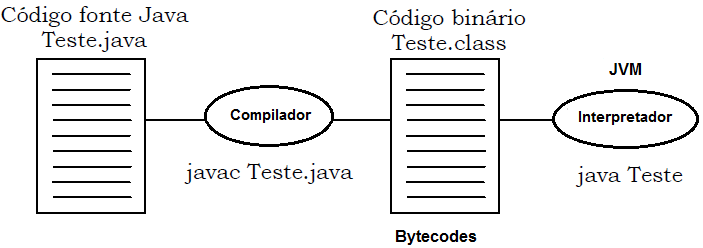 Código fonte Java
Teste.java
Compilador
javac Teste.java
Código binário
Teste.class
Bytecodes
JVM
Interpretador
java Teste